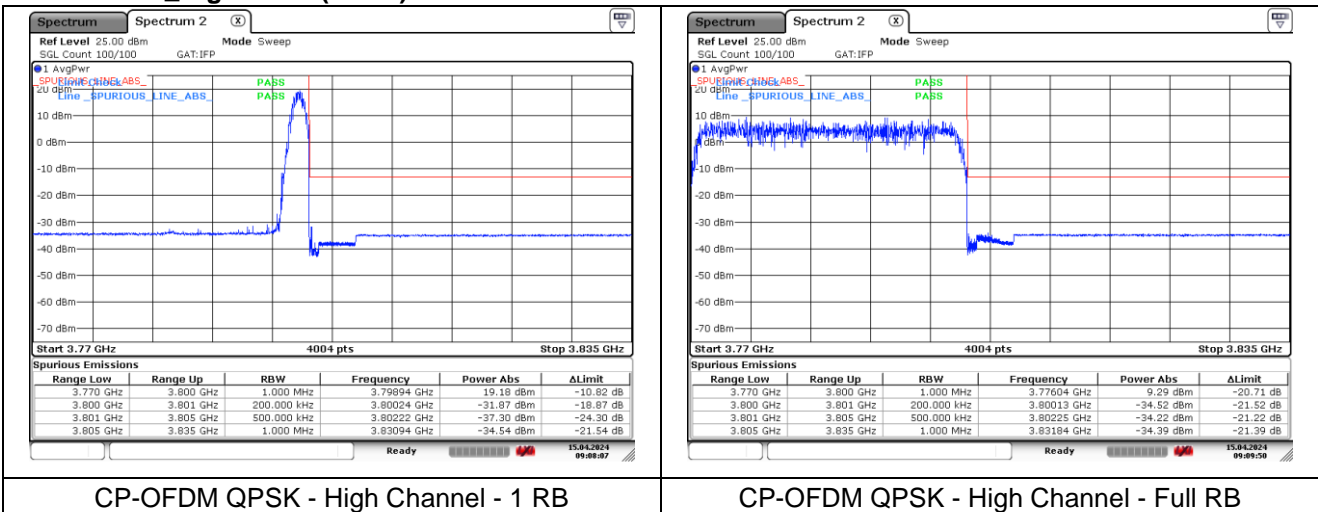 Spectrum Spectrum 2 X
Ref Level 25.00 dBm Mode Sweep
SGL Count 100/100 GAT:IFP
1 AvgPwr
Limit Check PASS
Line _SPURIOUS_LINE_ABS_ PASS
20 dBm
10 dBm
0 dBm
-10 dBm
-20 dBm
-30 dBm
-40 dBm
-50 dBm
-60 dBm
-70 dBm
Start 3.77 GHz 4004 pts Stop 3.835 GHz
Spurious Emissions
Range Low Range Up RBW Frequency Power Abs ΔLimit
3.770 GHz 3.800 GHz 1.000 MHz 3.79894 GHz 19.18 dBm -10.82 dB
3.800 GHz 3.801 GHz 200.000 kHz 3.80024 GHz -31.87 dBm -18.87 dB
3.801 GHz 3.805 GHz 500.000 kHz 3.80222 GHz -37.30 dBm -24.30 dB
3.805 GHz 3.835 GHz 1.000 MHz 3.83094 GHz -34.54 dBm -21.54 dB
Ready 15.04.2024
09:08:07
CP-OFDM QPSK - High Channel - 1 RB
Spectrum Spectrum 2 X
Ref Level 25.00 dBm Mode Sweep
SGL Count 100/100 GAT:IFP
1 AvgPwr
Limit Check PASS
Line _SPURIOUS_LINE_ABS_ PASS
20 dBm
10 dBm
0 dBm
-10 dBm
-20 dBm
-30 dBm
-40 dBm
-50 dBm
-60 dBm
-70 dBm
Start 3.77 GHz 4004 pts Stop 3.835 GHz
Spurious Emissions
Range Low Range Up RBW Frequency Power Abs ΔLimit
3.770 GHz 3.800 GHz 1.000 MHz 3.77604 GHz 9.29 dBm -20.71 dB
3.800 GHz 3.801 GHz 200.000 kHz 3.80013 GHz -34.52 dBm -21.52 dB
3.801 GHz 3.805 GHz 500.000 kHz 3.80225 GHz -34.22 dBm -21.22 dB
3.805 GHz 3.835 GHz 1.000 MHz 3.83184 GHz -34.39 dBm -21.39 dB
Ready 15.04.2024
09:09:50
CP-OFDM QPSK - High Channel - Full RB